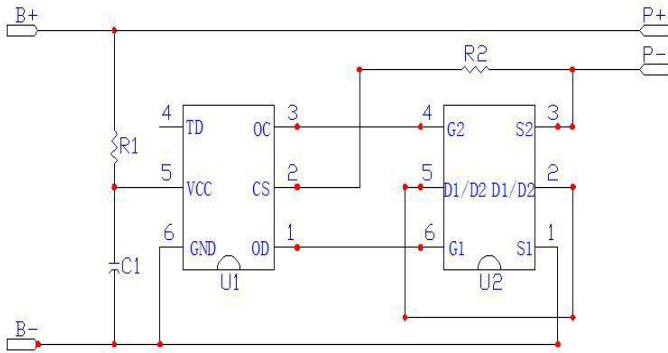 B+ P+
R2 P-
4 TD OC 3 4 G2 S2 3
R1
5 VCC CS 2 5 D1/D2 D1/D2 2
6 GND OD 1 6 G1 S1 1
C1
U1 U2
B-